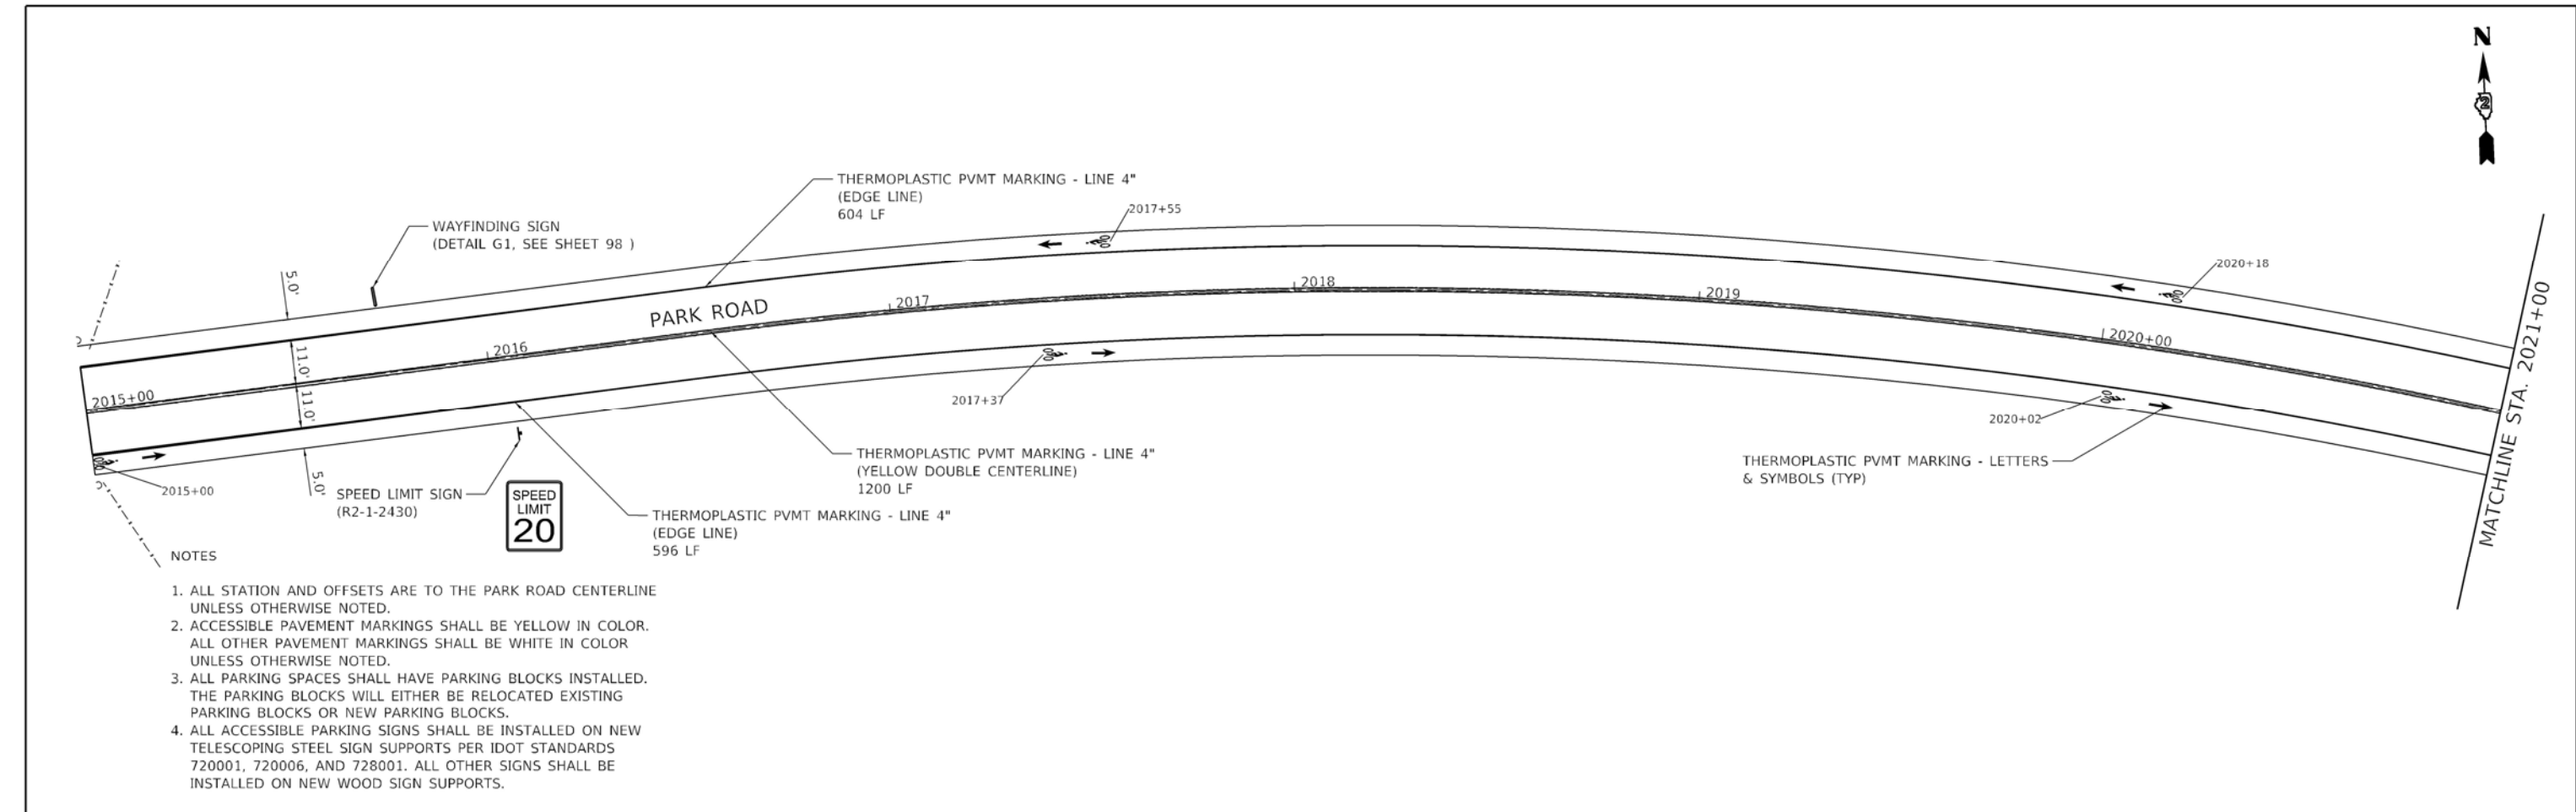 N
2
THERMOPLASTIC PVMT MARKING - LINE 4"
(EDGE LINE)
604 LF
2017+55
WAYFINDING SIGN
(DETAIL G1, SEE SHEET 98 )
2020+18
5.0'
2018
2019
2017
PARK ROAD
2020+00
2016
11.0'
11.0'
2015+00
MATCHLINE STA. 2021+00
2017+37
2020+02
THERMOPLASTIC PVMT MARKING - LINE 4"
(YELLOW DOUBLE CENTERLINE)
1200 LF
THERMOPLASTIC PVMT MARKING - LETTERS
& SYMBOLS (TYP)
5.0'
2015+00
SPEED LIMIT SIGN
(R2-1-2430)
SPEED
LIMIT
20
THERMOPLASTIC PVMT MARKING - LINE 4"
(EDGE LINE)
596 LF
NOTES
1. ALL STATION AND OFFSETS ARE TO THE PARK ROAD CENTERLINE
UNLESS OTHERWISE NOTED.
2. ACCESSIBLE PAVEMENT MARKINGS SHALL BE YELLOW IN COLOR.
ALL OTHER PAVEMENT MARKINGS SHALL BE WHITE IN COLOR
UNLESS OTHERWISE NOTED.
3. ALL PARKING SPACES SHALL HAVE PARKING BLOCKS INSTALLED.
THE PARKING BLOCKS WILL EITHER BE RELOCATED EXISTING
PARKING BLOCKS OR NEW PARKING BLOCKS.
4. ALL ACCESSIBLE PARKING SIGNS SHALL BE INSTALLED ON NEW
TELESCOPING STEEL SIGN SUPPORTS PER IDOT STANDARDS
720001, 720006, AND 728001. ALL OTHER SIGNS SHALL BE
INSTALLED ON NEW WOOD SIGN SUPPORTS.